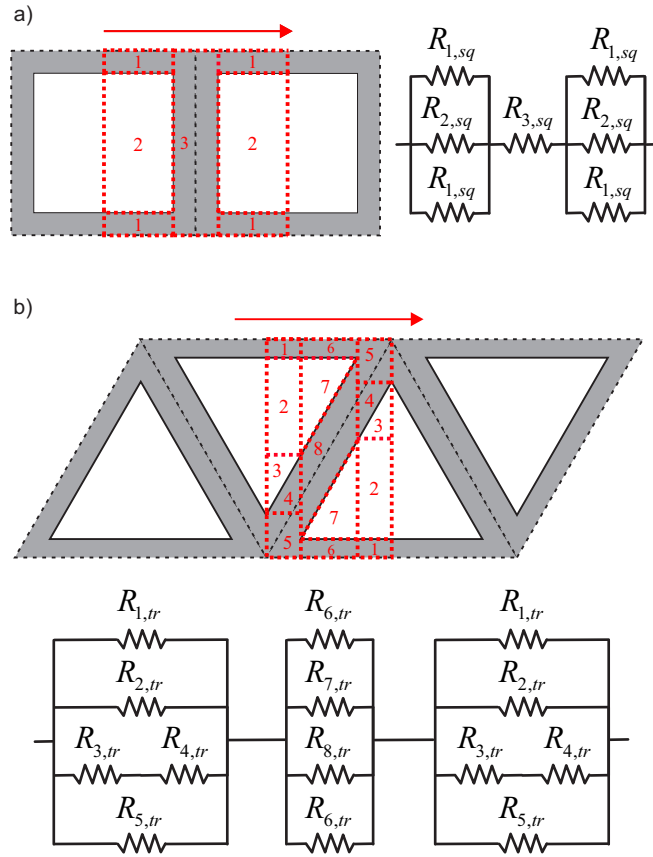 a)
1 1
2 3 2
1 1
R1,sq R1,sq
R2,sq R3,sq R2,sq
R1,sq R1,sq
b)
1 6 5
7
2 4
3
8
3 2
4
7
5 6 1
R1,tr R6,tr R1,tr
R2,tr R7,tr R2,tr
R3,tr R4,tr R8,tr R3,tr R4,tr
R5,tr R6,tr R5,tr